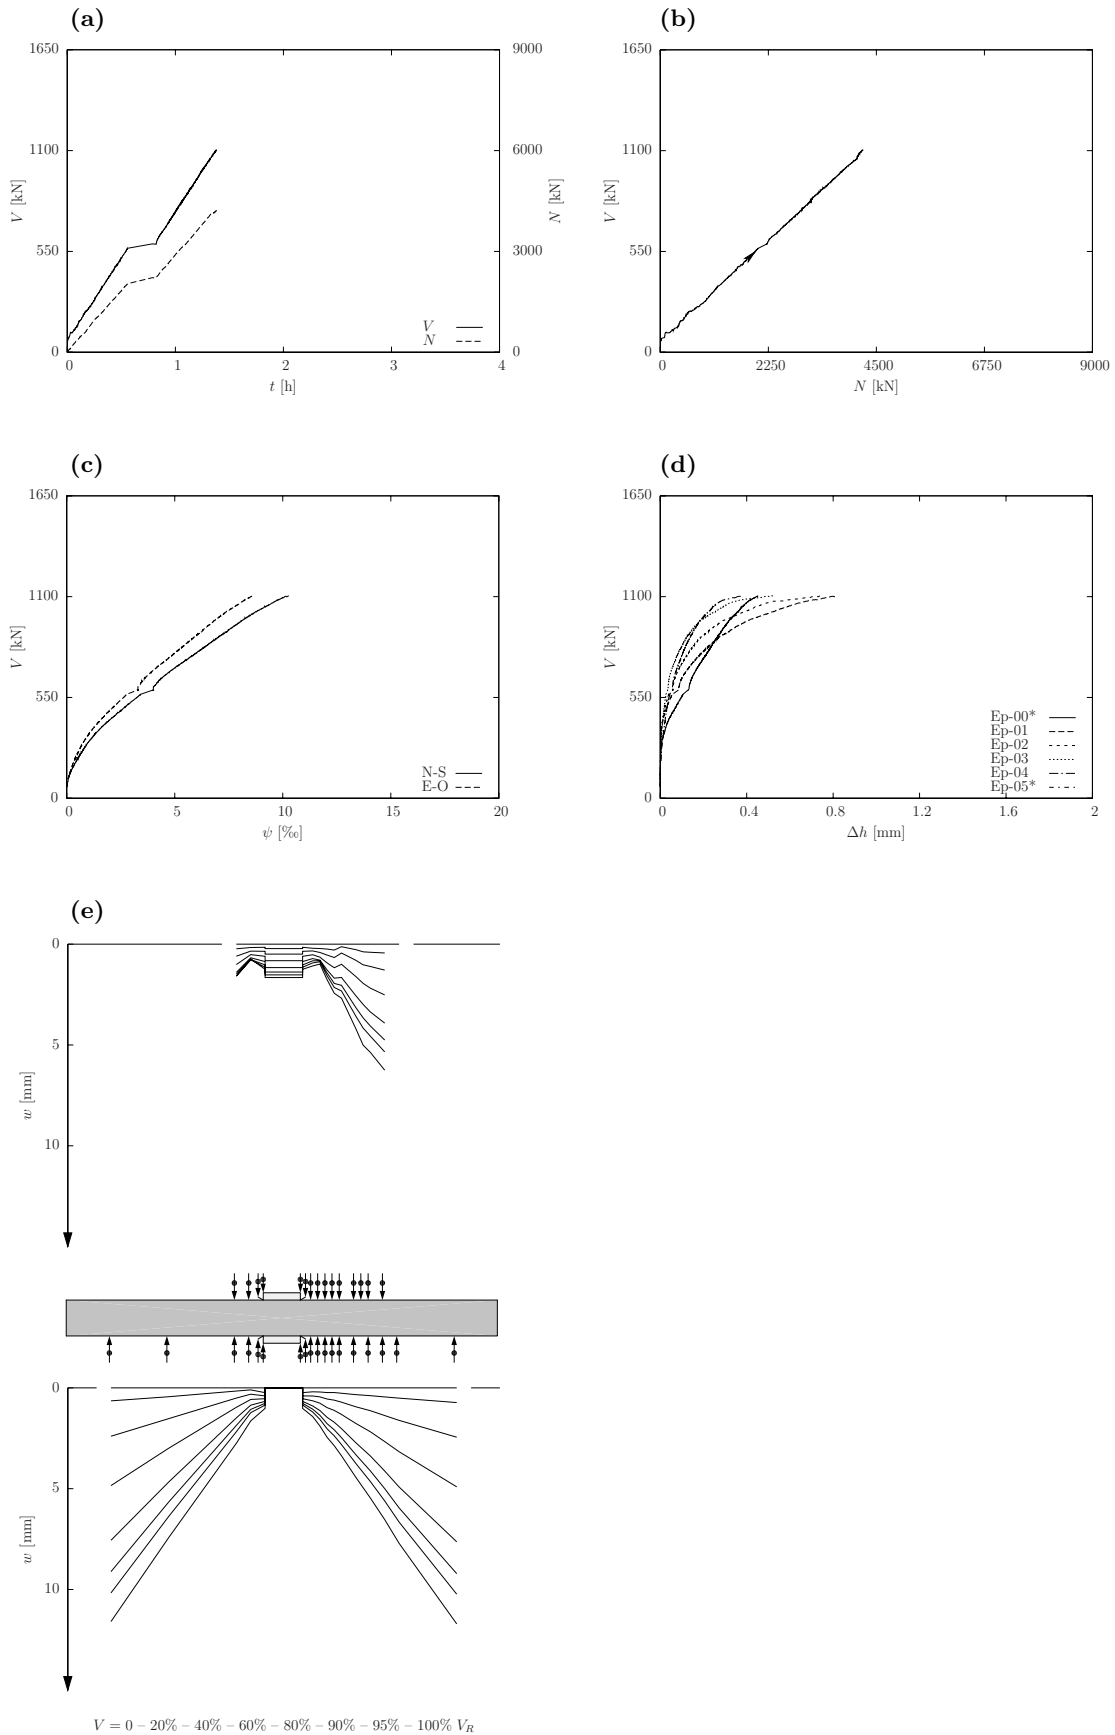 (a)
1650
1100
550
0
V [kN]
9000
6000
3000
0
N [kN]
V
N
0 1 2 3 4
t [h]
(b)
1650
1100
550
0
V [kN]
0 2250 4500 6750 9000
N [kN]
(c)
1650
1100
550
0
V [kN]
N-S
E-O
0 5 10 15 20
ψ [‰]
(d)
1650
1100
550
0
V [kN]
Ep-00*
Ep-01
Ep-02
Ep-03
Ep-04
Ep-05*
0 0.4 0.8 1.2 1.6 2
Δh [mm]
(e)
0
5
10
w [mm]
0
5
10
w [mm]
V = 0 – 20% – 40% – 60% – 80% – 90% – 95% – 100% V_R